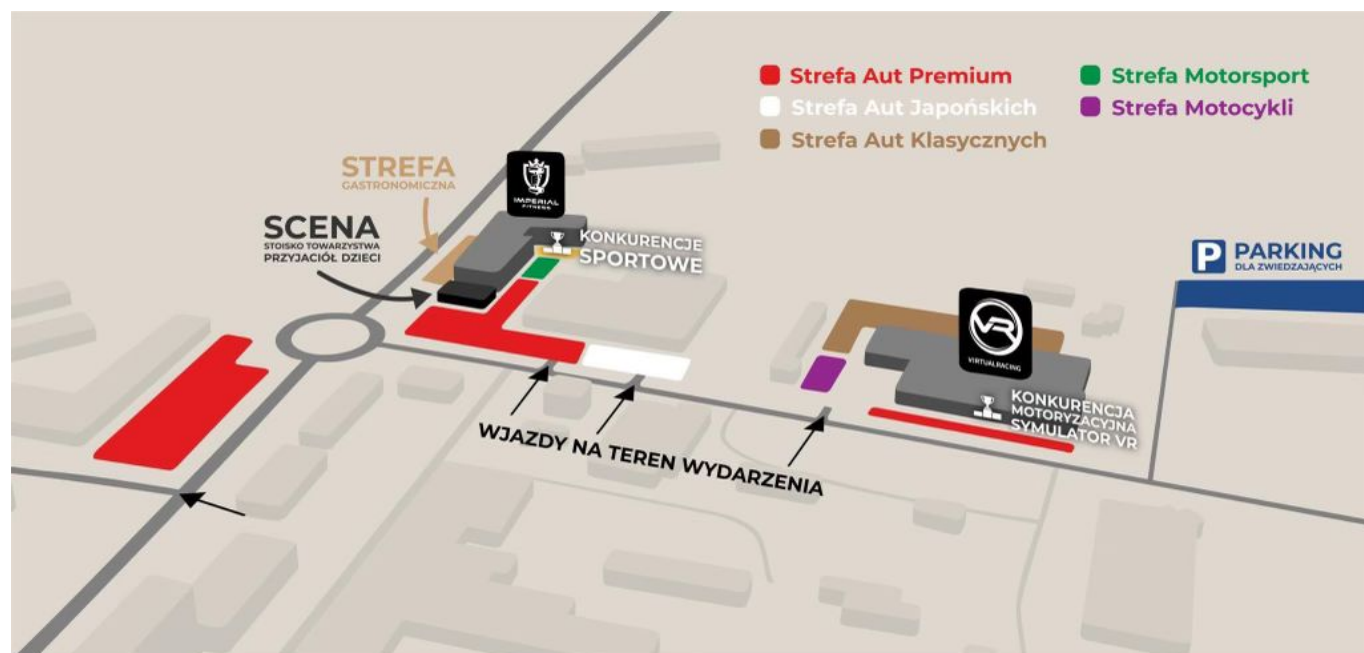 Strefa Aut Premium
Strefa Motorsport
Strefa Aut Japońskich
Strefa Motocykli
Strefa Aut Klasycznych
STREFA
GASTRONOMICZNA
IMPERIAL
FITNESS
SCENA
STOISKO TOWARZYSTWA
PRZYJACIÓŁ DZIECI
KONKURENCJE
SPORTOWE
P PARKING
DLA ZWIEDZAJĄCYCH
VR
VIRTUALRACING
KONKURENCJA
MOTORYZACYJNA
SYMULATOR VR
WJAZDY NA TEREN WYDARZENIA